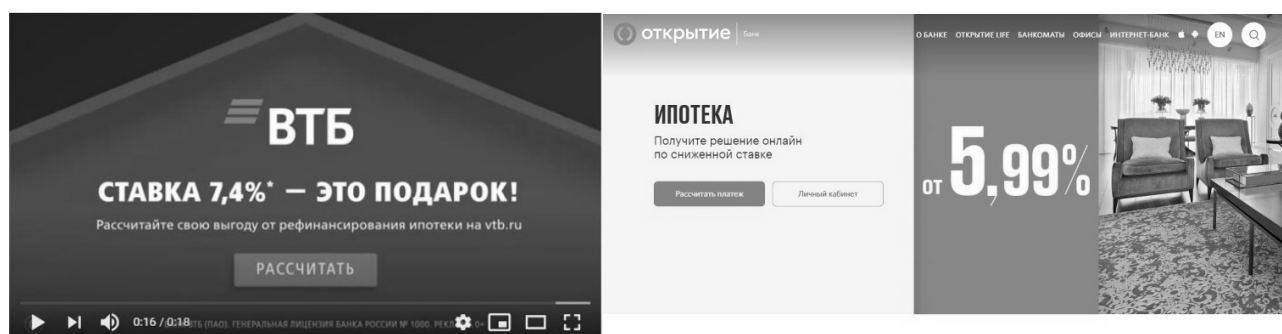 ВТБ
СТАВКА 7,4%* — ЭТО ПОДАРОК!
Рассчитайте свою выгоду от рефинансирования ипотеки на vtb.ru
РАССЧИТАТЬ
0:16 / 0:18
ВТБ (ПАО). ГЕНЕРАЛЬНАЯ ЛИЦЕНЗИЯ БАНКА РОССИИ № 1000.
0+
открытие | Банк
О БАНКЕ ОТКРЫТИЕ LIFE БАНКОМАТЫ ОФИСЫ ИНТЕРНЕТ-БАНК EN
ИПОТЕКА
Получите решение онлайн
по сниженной ставке
Рассчитать платеж Личный кабинет
от 5,99%